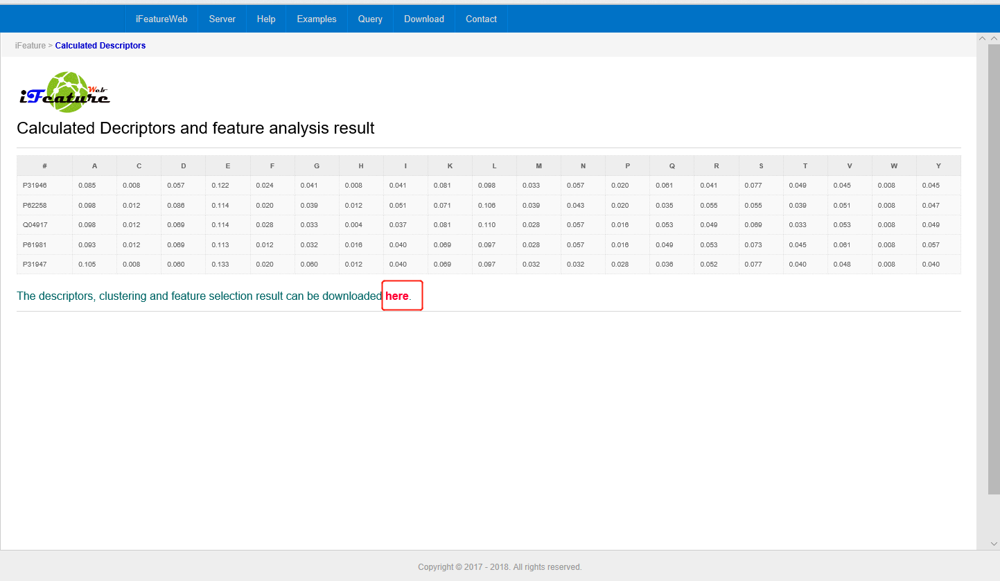 iFeatureWeb Server Help Examples Query Download Contact
iFeature > Calculated Descriptors
iFeature Web
Calculated Decriptors and feature analysis result
# A C D E F G H I K L M N P Q R S T V W Y
P31946 0.085 0.008 0.057 0.122 0.024 0.041 0.008 0.041 0.081 0.098 0.033 0.057 0.020 0.061 0.041 0.077 0.049 0.045 0.008 0.045
P62258 0.098 0.012 0.086 0.114 0.020 0.039 0.012 0.051 0.071 0.106 0.039 0.043 0.020 0.035 0.055 0.055 0.039 0.051 0.008 0.047
Q04917 0.098 0.012 0.069 0.114 0.028 0.033 0.004 0.037 0.081 0.110 0.028 0.057 0.016 0.053 0.049 0.069 0.033 0.053 0.008 0.049
P61981 0.093 0.012 0.069 0.113 0.012 0.032 0.016 0.040 0.069 0.097 0.028 0.057 0.016 0.049 0.053 0.073 0.045 0.061 0.008 0.057
P31947 0.105 0.008 0.060 0.133 0.020 0.060 0.012 0.040 0.069 0.097 0.032 0.032 0.028 0.036 0.052 0.077 0.040 0.048 0.008 0.040
The descriptors, clustering and feature selection result can be downloaded here.
Copyright © 2017 - 2018. All rights reserved.